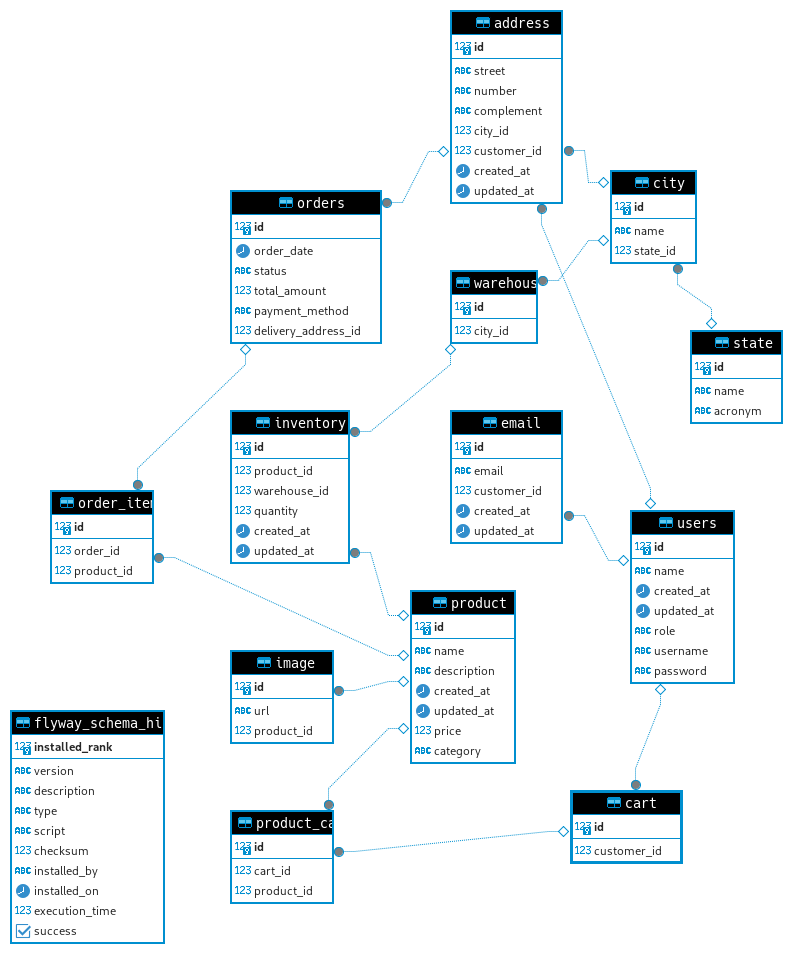 address
123 id
ABC street
ABC number
ABC complement
123 city_id
123 customer_id
created_at
updated_at
city
123 id
ABC name
123 state_id
orders
123 id
order_date
ABC status
123 total_amount
ABC payment_method
123 delivery_address_id
warehous
123 id
123 city_id
state
123 id
ABC name
ABC acronym
inventory
123 id
123 product_id
123 warehouse_id
123 quantity
created_at
updated_at
email
123 id
ABC email
123 customer_id
created_at
updated_at
order_iten
123 id
123 order_id
123 product_id
users
123 id
ABC name
created_at
updated_at
ABC role
ABC username
ABC password
product
123 id
ABC name
ABC description
created_at
updated_at
123 price
ABC category
image
123 id
ABC url
123 product_id
flyway_schema_hi
123 installed_rank
ABC version
ABC description
ABC type
ABC script
123 checksum
ABC installed_by
installed_on
123 execution_time
success
product_ca
123 id
123 cart_id
123 product_id
cart
123 id
123 customer_id